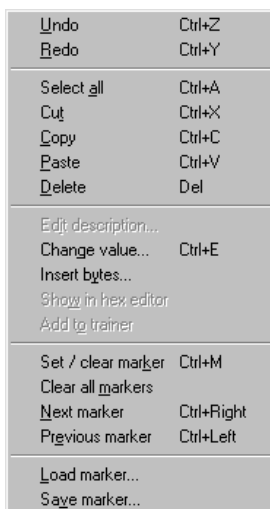 Undo Ctrl+Z
Redo Ctrl+Y
Select all Ctrl+A
Cut Ctrl+X
Copy Ctrl+C
Paste Ctrl+V
Delete Del
Edit description...
Change value... Ctrl+E
Insert bytes...
Show in hex editor
Add to trainer
Set / clear marker Ctrl+M
Clear all markers
Next marker Ctrl+Right
Previous marker Ctrl+Left
Load marker...
Save marker...